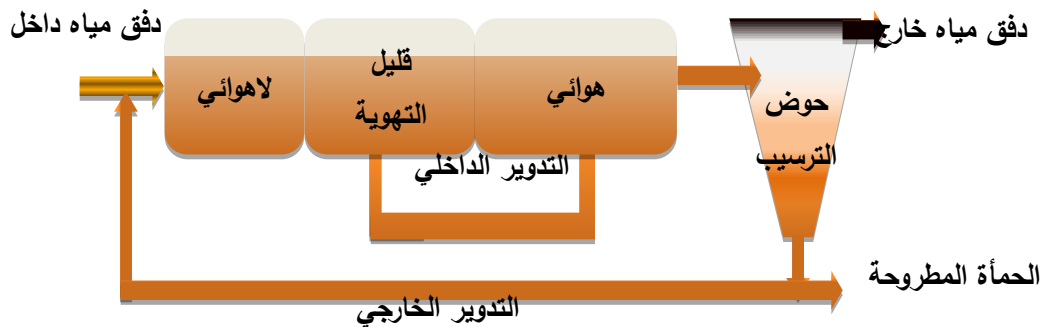 دفق مياه داخل
دفق مياه خارج
لاهوائي
قليل
التهوية
هوائي
حوض
الترسيب
التدوير الداخلي
الحمأة المطروحة
التدوير الخارجي